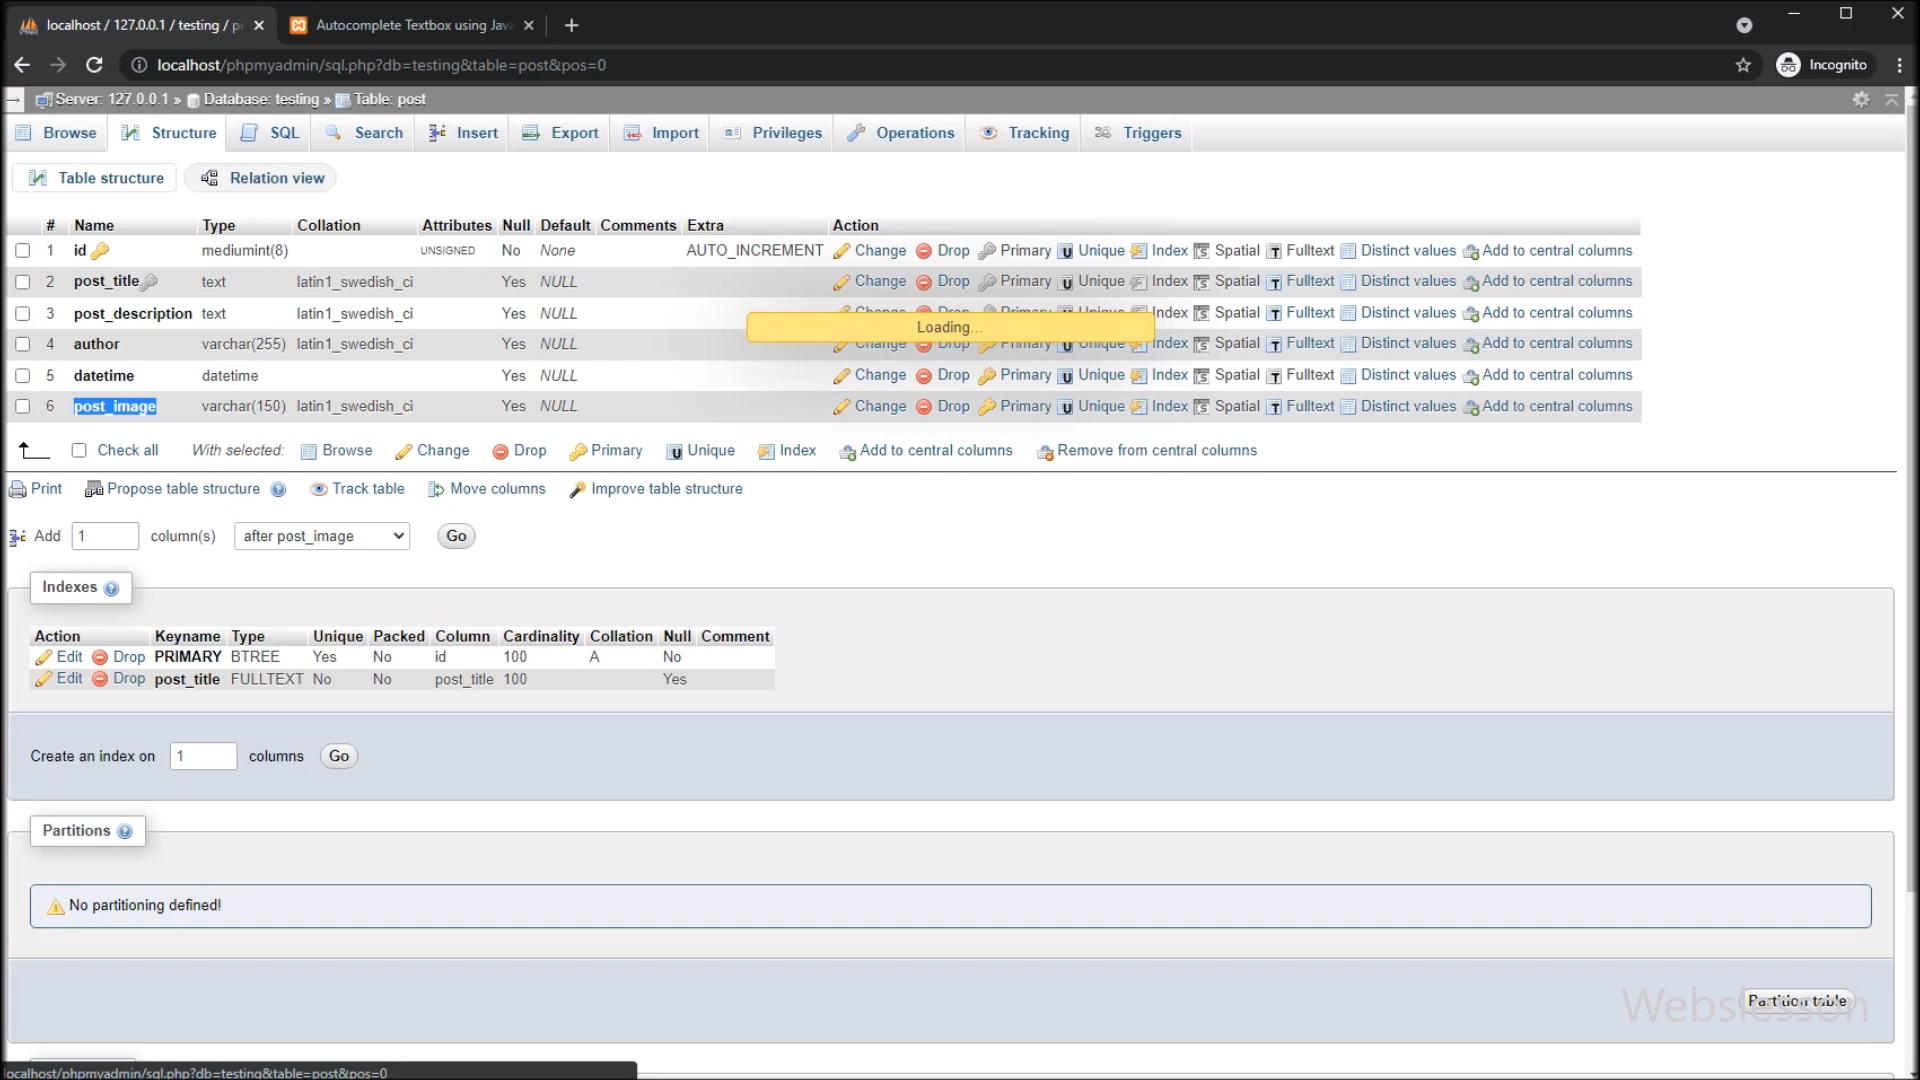 localhost / 127.0.0.1 / testing / po
Autocomplete Textbox using Java
localhost/phpmyadmin/sql.php?db=testing&table=post&pos=0
Incognito
Server: 127.0.0.1 » Database: testing » Table: post
Browse Structure SQL Search Insert Export Import Privileges Operations Tracking Triggers
Table structure Relation view
# Name Type Collation Attributes Null Default Comments Extra Action
1 id mediumint(8) UNSIGNED No None AUTO_INCREMENT Change Drop Primary Unique Index Spatial Fulltext Distinct values Add to central columns
2 post_title text latin1_swedish_ci Yes NULL Change Drop Primary Unique Index Spatial Fulltext Distinct values Add to central columns
3 post_description text latin1_swedish_ci Yes NULL Change Drop Primary Unique Index Spatial Fulltext Distinct values Add to central columns
Loading...
4 author varchar(255) latin1_swedish_ci Yes NULL Change Drop Primary Unique Index Spatial Fulltext Distinct values Add to central columns
5 datetime datetime Yes NULL Change Drop Primary Unique Index Spatial Fulltext Distinct values Add to central columns
6 post_image varchar(150) latin1_swedish_ci Yes NULL Change Drop Primary Unique Index Spatial Fulltext Distinct values Add to central columns
Check all With selected: Browse Change Drop Primary Unique Index Add to central columns Remove from central columns
Print Propose table structure Track table Move columns Improve table structure
Add 1 column(s) after post_image Go
Indexes
Action Keyname Type Unique Packed Column Cardinality Collation Null Comment
Edit Drop PRIMARY BTREE Yes No id 100 A No
Edit Drop post_title FULLTEXT No No post_title 100 Yes
Create an index on 1 columns Go
Partitions
No partitioning defined!
Partition table
Webslesson
localhost/phpmyadmin/sql.php?db=testing&table=post&pos=0